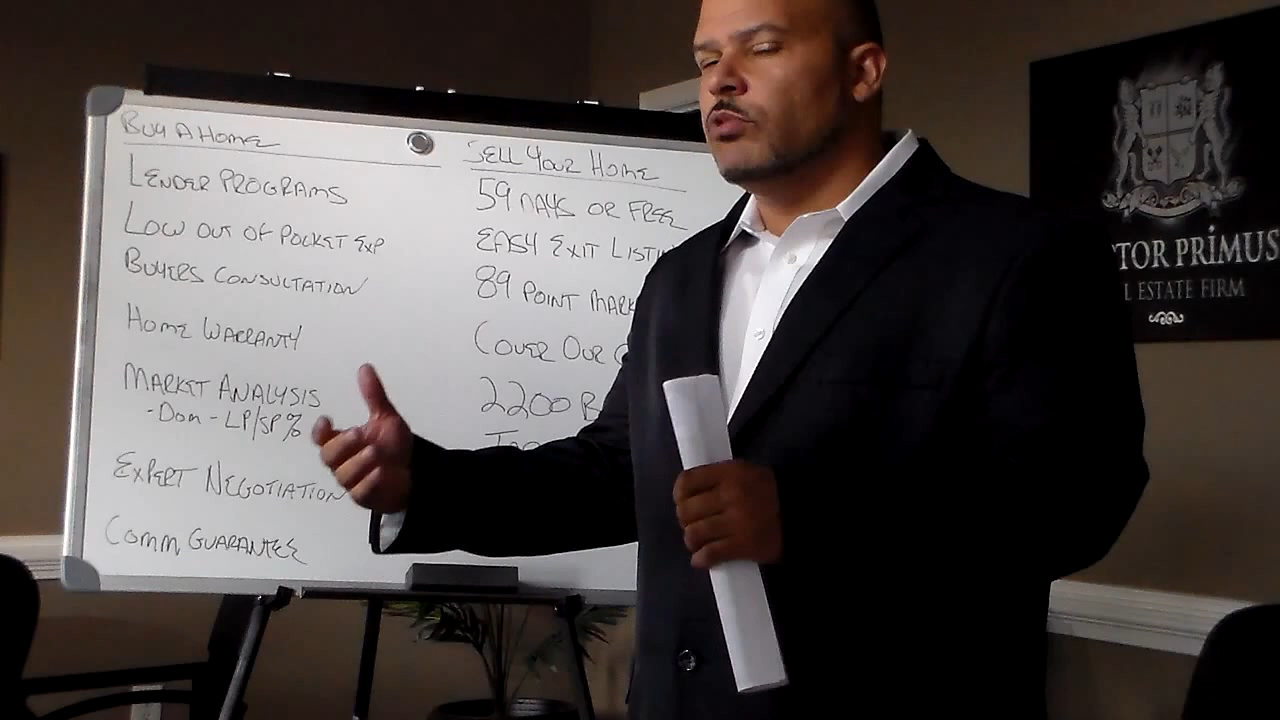 BUY A HOME
LENDER PROGRAMS
LOW OUT OF POCKET EXP
BUYERS CONSULTATION
HOME WARRANTY
MARKET ANALYSIS
- DOM - LP/SP %
EXPERT NEGOTIATION
COMM GUARANTEE
SELL YOUR HOME
59 DAYS OR FREE
EASY EXIT LISTIN
89 POINT MARK
COVER OUR
2200 B
TOR PRIMUS
L ESTATE FIRM